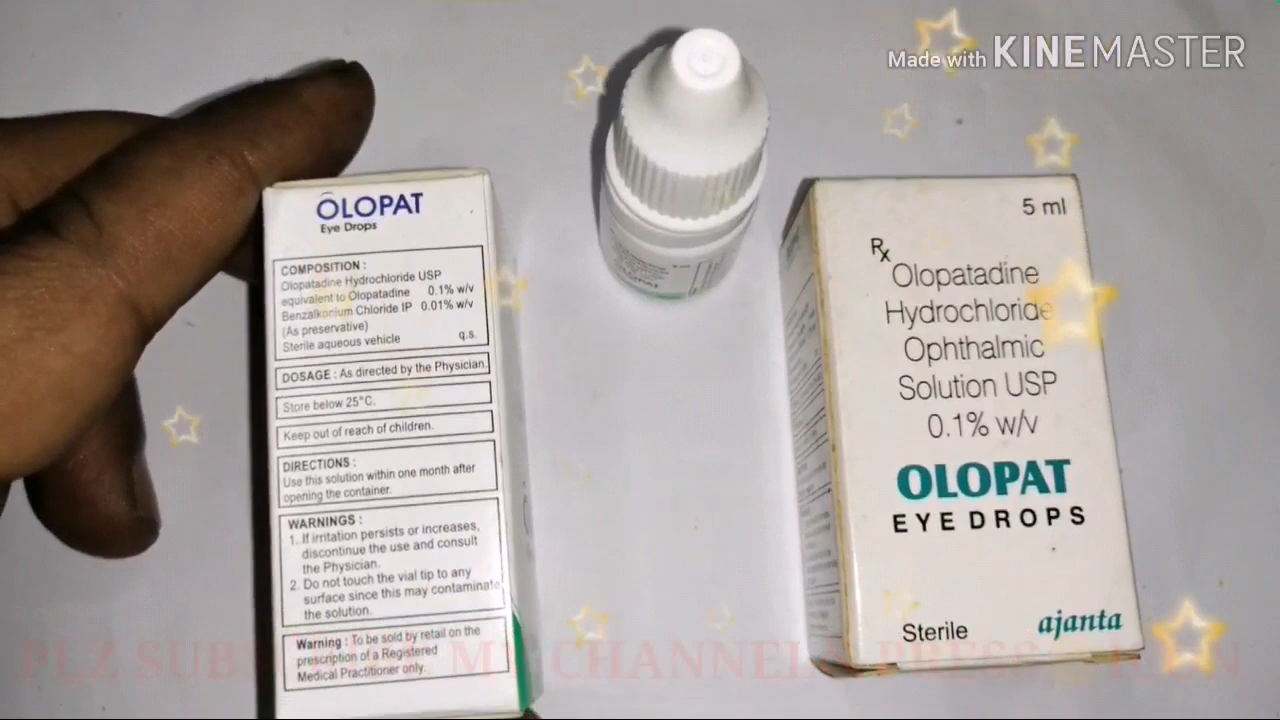 Made with KINEMASTER
OLOPAT
Eye Drops
COMPOSITION :
Olopatadine Hydrochloride USP
equivalent to Olopatadine 0.1% w/v
Benzalkonium Chloride IP 0.01% w/v
(As preservative)
Sterile aqueous vehicle q.s.
DOSAGE : As directed by the Physician.
Store below 25°C.
Keep out of reach of children.
DIRECTIONS :
Use this solution within one month after
opening the container.
WARNINGS :
1. If irritation persists or increases,
discontinue the use and consult
the Physician.
2. Do not touch the vial tip to any
surface since this may contaminate
the solution.
Warning : To be sold by retail on the
prescription of a Registered
Medical Practitioner only.
OLOPAT
5 ml
Rx
Olopatadine
Hydrochloride
Ophthalmic
Solution USP
0.1% w/v
OLOPAT
EYE DROPS
Sterile
ajanta
PLZ MY CHANNEL